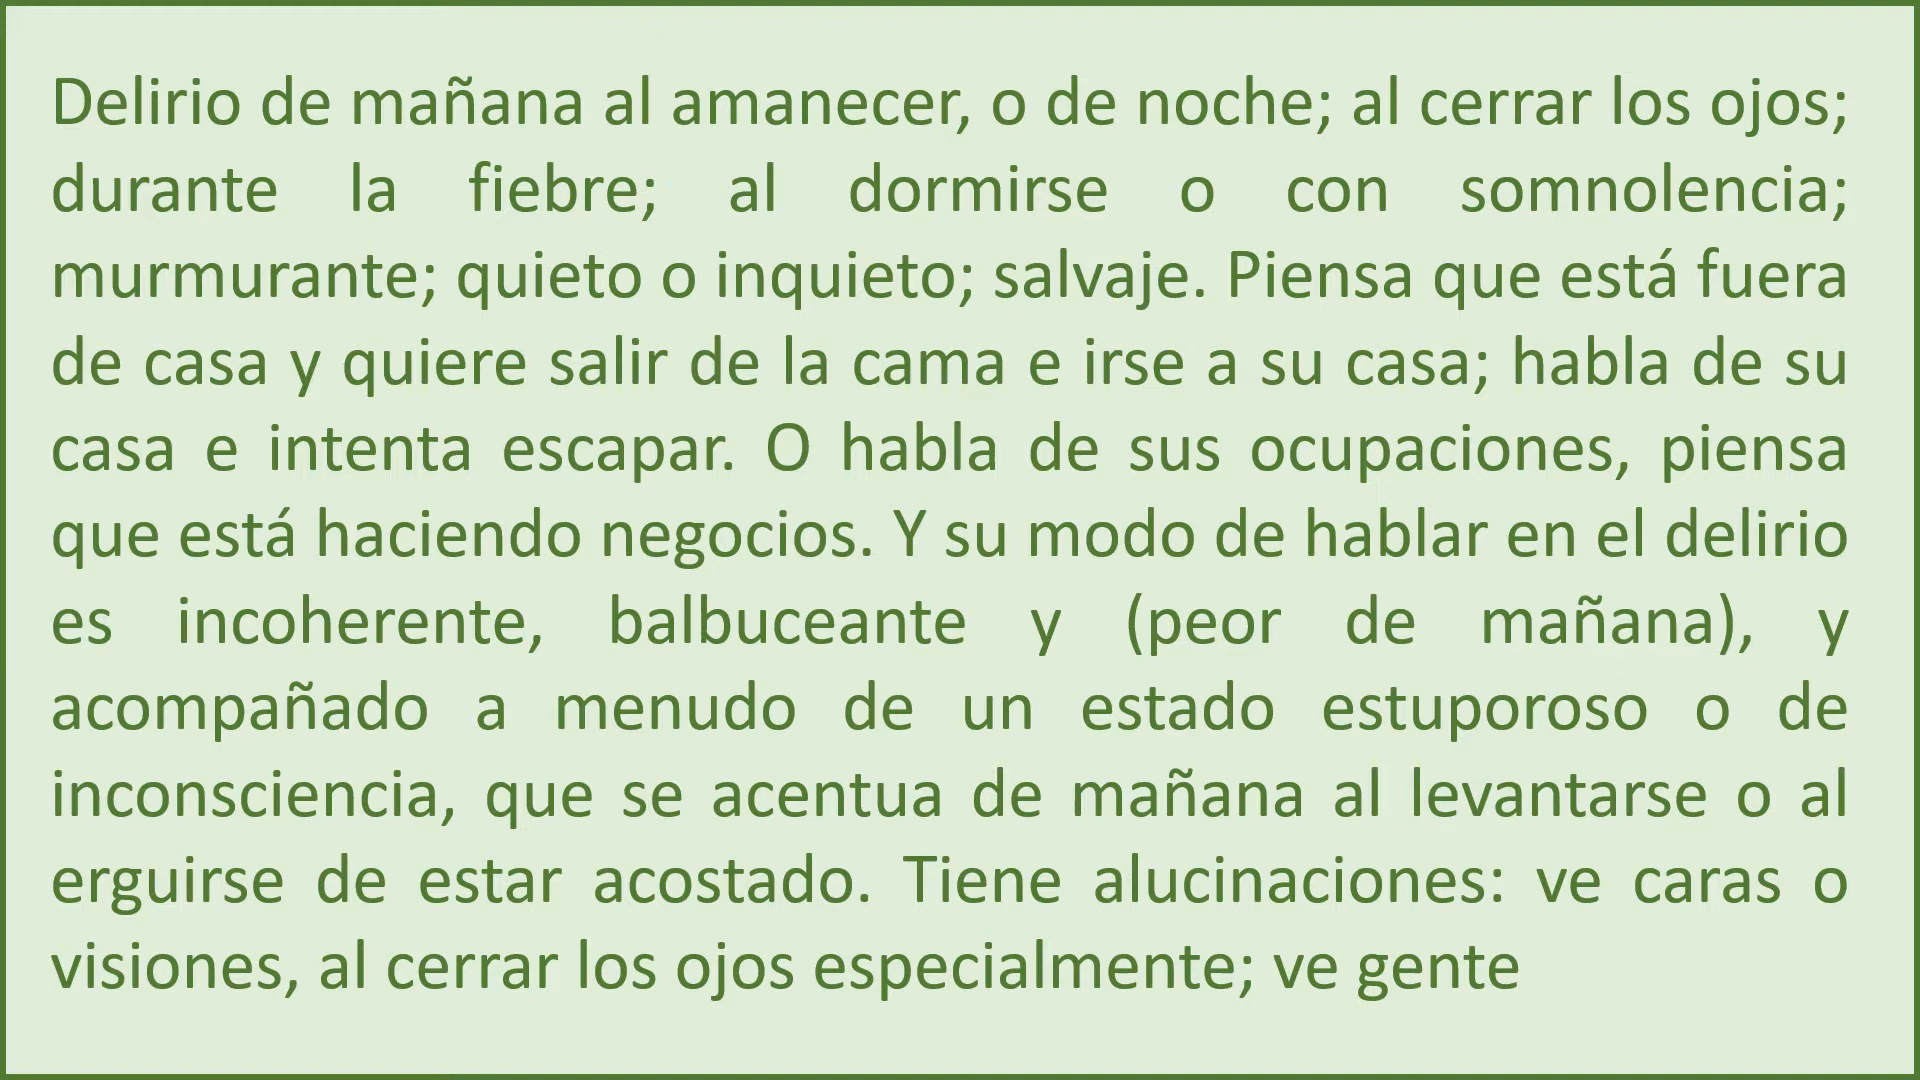 Delirio de mañana al amanecer, o de noche; al cerrar los ojos;
durante la fiebre; al dormirse o con somnolencia;
murmurante; quieto o inquieto; salvaje. Piensa que está fuera
de casa y quiere salir de la cama e irse a su casa; habla de su
casa e intenta escapar. O habla de sus ocupaciones, piensa
que está haciendo negocios. Y su modo de hablar en el delirio
es incoherente, balbuceante y (peor de mañana), y
acompañado a menudo de un estado estuporoso o de
inconsciencia, que se acentua de mañana al levantarse o al
erguirse de estar acostado. Tiene alucinaciones: ve caras o
visiones, al cerrar los ojos especialmente; ve gente